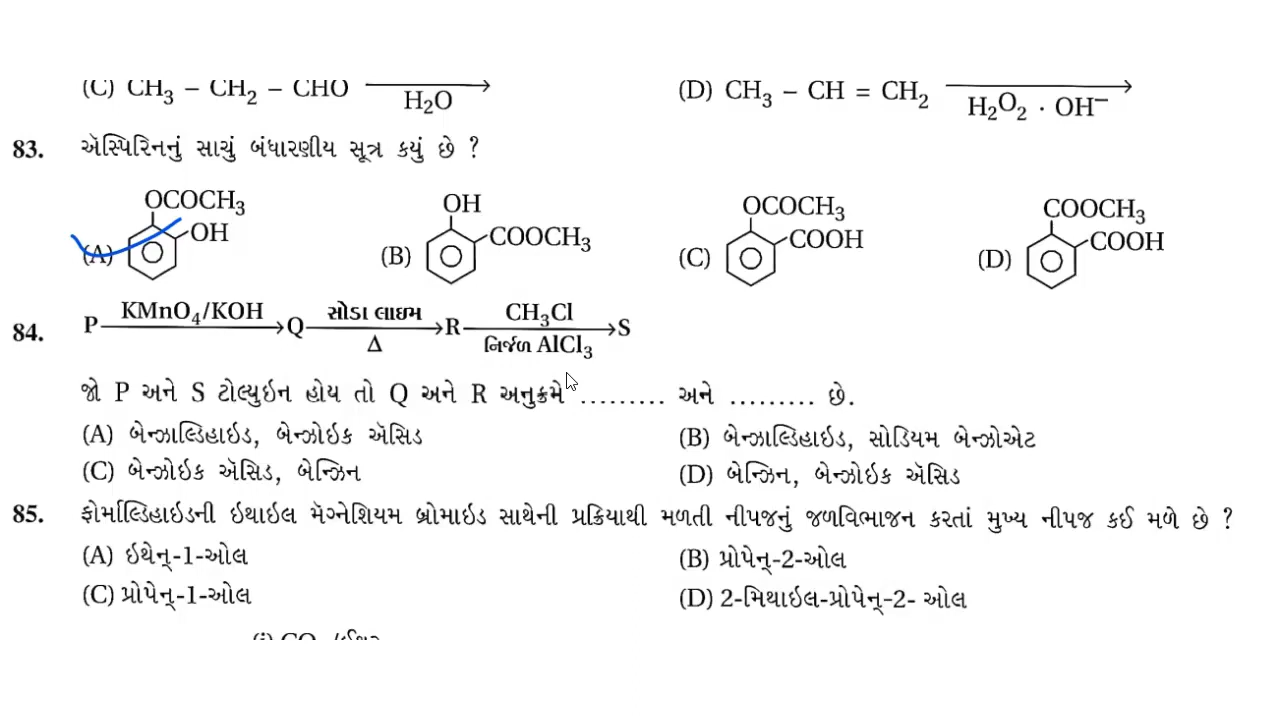 (C) CH₃ – CH₂ – CHO ⟶ H₂O (D) CH₃ – CH = CH₂ ⟶ H₂O₂ · OH⁻
83. ઍસ્પિરિનનું સાચું બંધારણીય સૂત્ર કયું છે ?
(A) OCOCH₃ OH (B) OH COOCH₃ (C) OCOCH₃ COOH (D) COOCH₃ COOH
84. P KMnO₄/KOH ⟶ Q સોડા લાઇમ Δ ⟶ R CH₃Cl નિર્જળ AlCl₃ ⟶ S
જો P અને S ટોલ્યુઇન હોય તો Q અને R અનુક્રમે ......... અને ......... છે.
(A) બેન્ઝાલ્ડિહાઇડ, બેન્ઝોઇક ઍસિડ (B) બેન્ઝાલ્ડિહાઇડ, સોડિયમ બેન્ઝોએટ
(C) બેન્ઝોઇક ઍસિડ, બેન્ઝિન (D) બેન્ઝિન, બેન્ઝોઇક ઍસિડ
85. ફોર્માલ્ડિહાઇડની ઇથાઇલ મૅગ્નેશિયમ બ્રોમાઇડ સાથેની પ્રક્રિયાથી મળતી નીપજનું જળવિભાજન કરતાં મુખ્ય નીપજ કઈ મળે છે ?
(A) ઇથેન્-1-ઓલ (B) પ્રોપેન્-2-ઓલ
(C) પ્રોપેન્-1-ઓલ (D) 2-મિથાઇલ-પ્રોપેન્-2- ઓલ